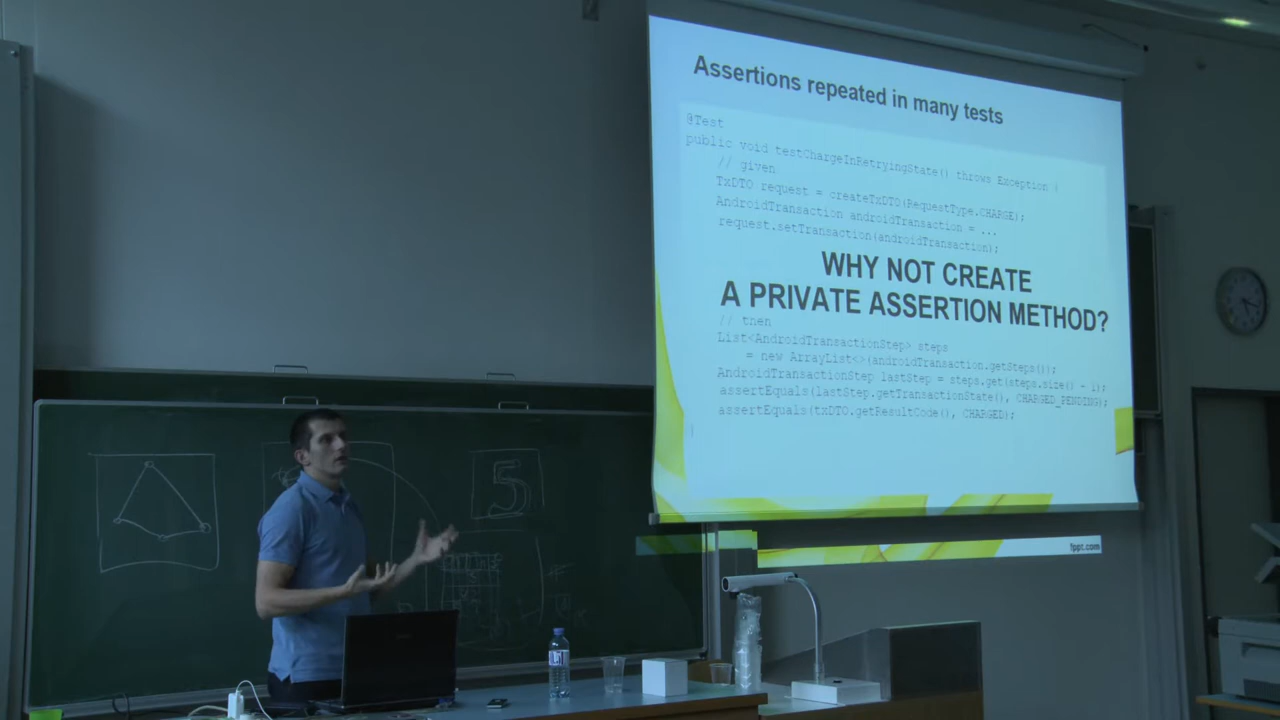 Assertions repeated in many tests
@Test
public void testChargeInRetryingState() throws Exception {
// given
TxDTO request = createTxDTO(RequestType.CHARGE);
AndroidTransaction androidTransaction = ...
request.setTransaction(androidTransaction);
WHY NOT CREATE
A PRIVATE ASSERTION METHOD?
// then
List<AndroidTransactionStep> steps
= new ArrayList<>(androidTransaction.getSteps());
AndroidTransactionStep lastStep = steps.get(steps.size() - 1);
assertEquals(lastStep.getTransactionState(), CHARGED_PENDING);
assertEquals(txDTO.getResultCode(), CHARGED);
}
fppt.com
5